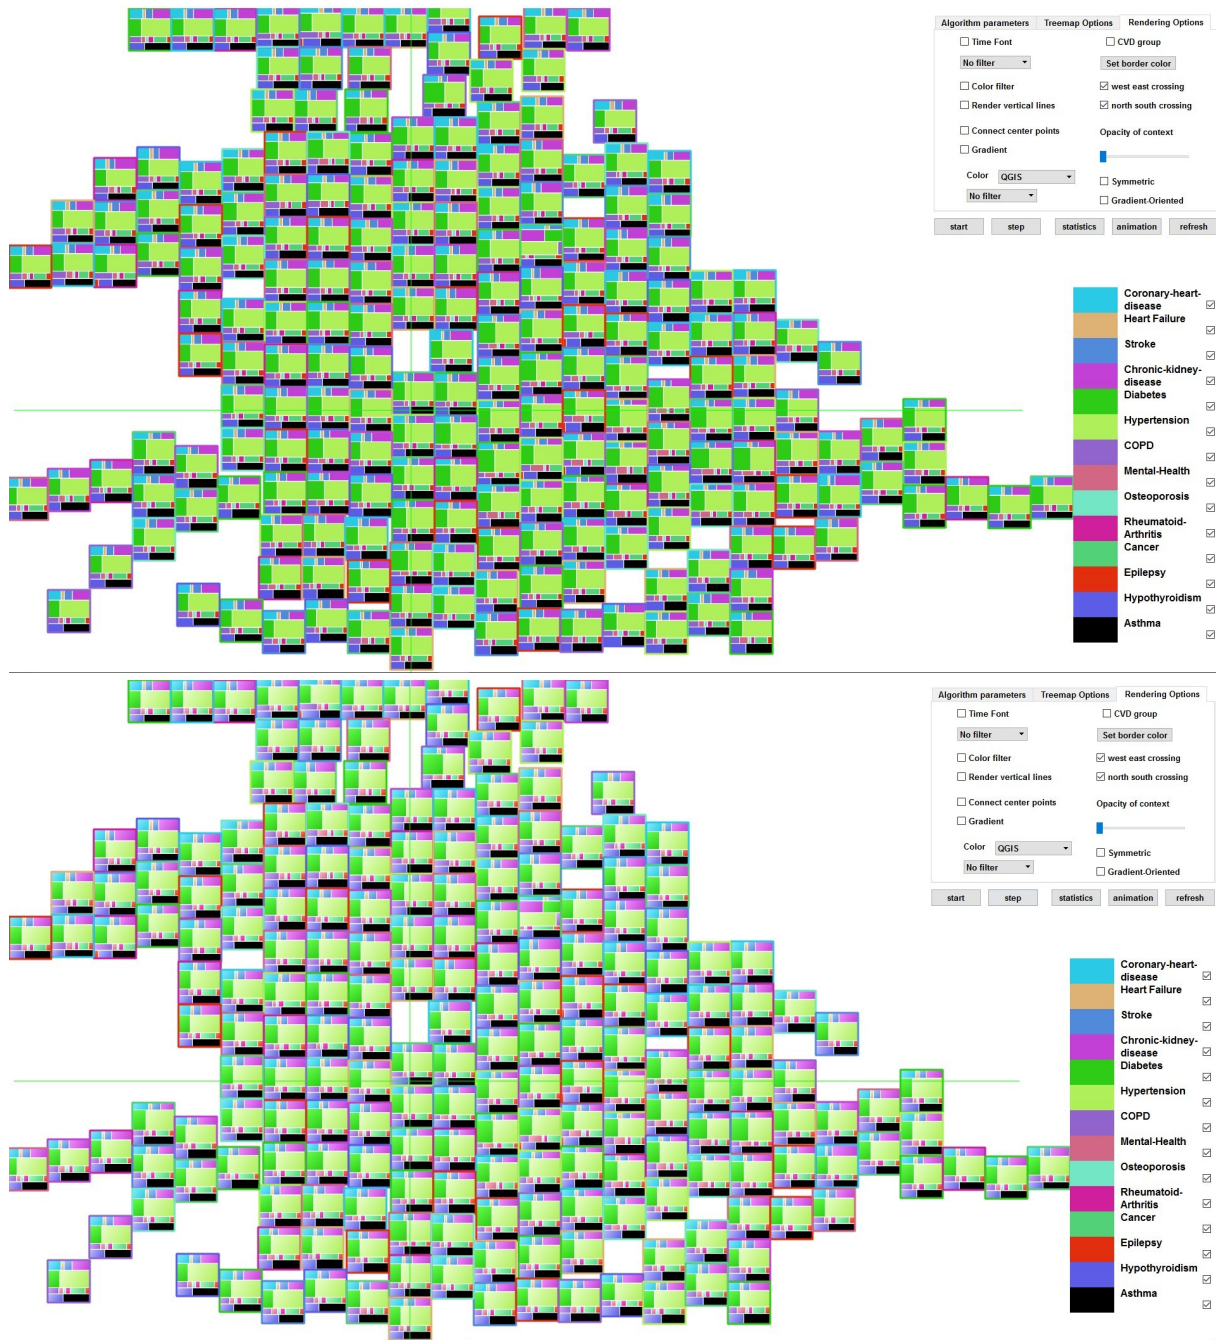 Algorithm parameters Treemap Options Rendering Options
Time Font CVD group
No filter Set border color
Color filter west east crossing
Render vertical lines north south crossing
Connect center points Opacity of context
Gradient
Color QGIS Symmetric
No filter Gradient-Oriented
start step statistics animation refresh
Coronary-heart-
disease
Heart Failure
Stroke
Chronic-kidney-
disease
Diabetes
Hypertension
COPD
Mental-Health
Osteoporosis
Rheumatoid-
Arthritis
Cancer
Epilepsy
Hypothyroidism
Asthma
Algorithm parameters Treemap Options Rendering Options
Time Font CVD group
No filter Set border color
Color filter west east crossing
Render vertical lines north south crossing
Connect center points Opacity of context
Gradient
Color QGIS Symmetric
No filter Gradient-Oriented
start step statistics animation refresh
Coronary-heart-
disease
Heart Failure
Stroke
Chronic-kidney-
disease
Diabetes
Hypertension
COPD
Mental-Health
Osteoporosis
Rheumatoid-
Arthritis
Cancer
Epilepsy
Hypothyroidism
Asthma